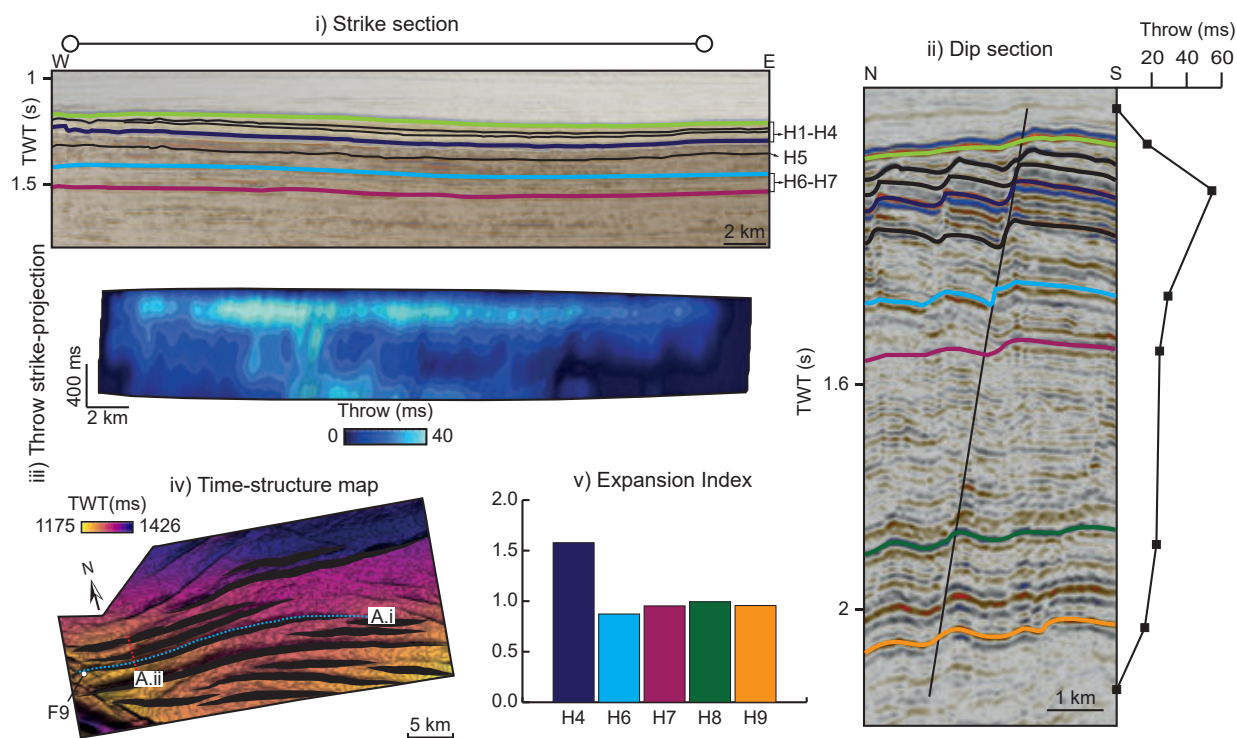 i) Strike section
W
E
1
1.5
TWT (s)
H1-H4
H5
H6-H7
2 km
iii) Throw strike-projection
400 ms
2 km
Throw (ms)
0
40
iv) Time-structure map
TWT(ms)
1175
1426
N
A.i
A.ii
F9
5 km
v) Expansion Index
2.0
1.5
1.0
0.5
0.0
H4 H6 H7 H8 H9
ii) Dip section
N
S
Throw (ms)
20 40 60
TWT (s)
1.6
2
1 km